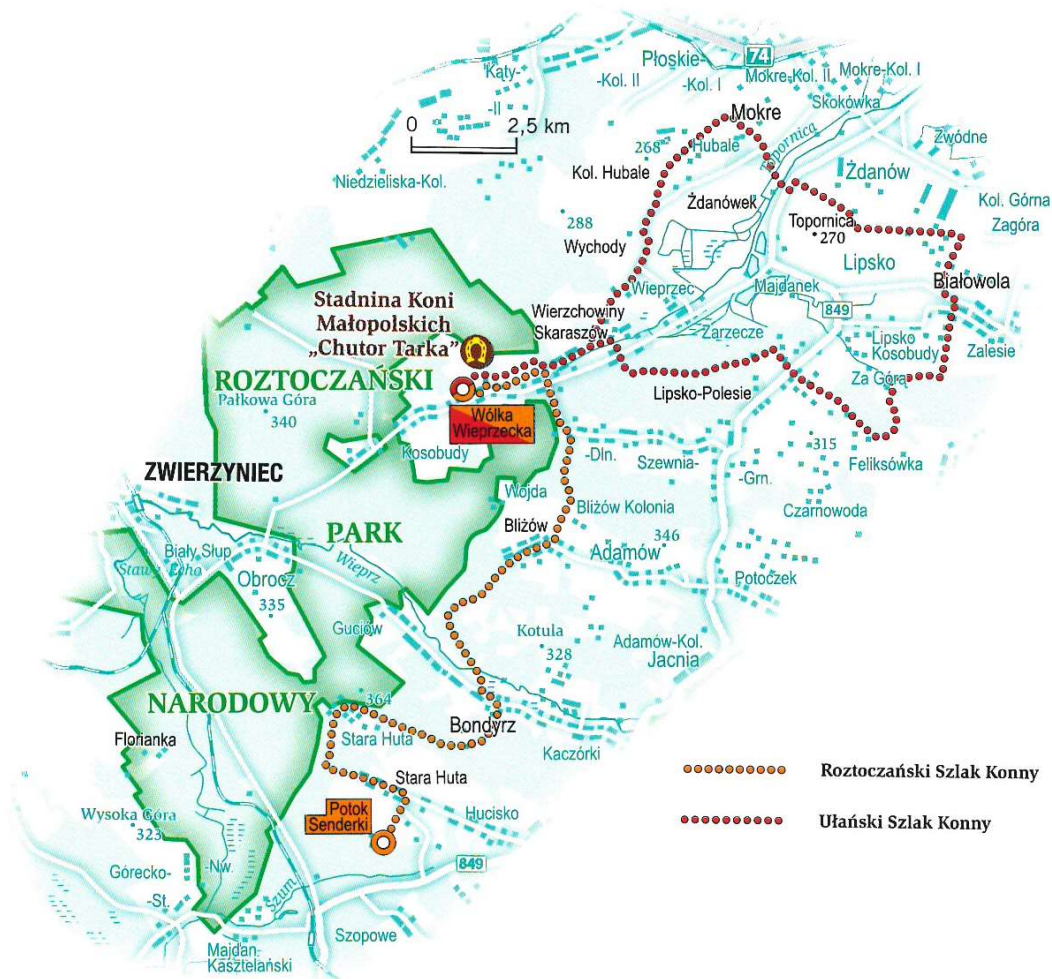 Kąty-
-II
Płoskie-
-Kol. II
-Kol. I
74
Mokre-Kol. II
Mokre-Kol. I
Skokówka
Mokre
0
2,5 km
268
Hubale
Topornica
Zwódne
Niedzieliska-Kol.
Kol. Hubale
Żdanów
Żdanówek
Kol. Górna
Zagóra
288
Wychody
Topornica
270
Lipsko
Białowola
Wieprzec
Majdanek
Stadnina Koni
Małopolskich
„Chutor Tarka”
Wierzchowiny
Skaraszów
849
Zarzecze
Lipsko
Kosobudy
Zalesie
ROZTOCZAŃSKI
Lipsko-Polesie
Za Górą
Pałkowa Góra
340
Wólka
Wieprzecka
315
Kosobudy
-Dln.
Szewnia-
-Grn.
Feliksówka
ZWIERZYNIEC
Wojda
Czarnowoda
Bliżów Kolonia
PARK
Bliżów
346
Adamów
Biały Słup
Stawy Echo
Wieprz
Potoczek
Obrocz
335
Guciów
Kotula
328
Adamów-Kol.
Jacnia
NARODOWY
364
Bondyrz
Florianka
Stara Huta
Kaczórki
Stara Huta
Roztoczański Szlak Konny
Wysoka Góra
323
Potok
Senderki
Hucisko
Ułański Szlak Konny
Górecko-
-Nw.
-St.
849
Szum
Szopowe
Majdan
Kasztelański